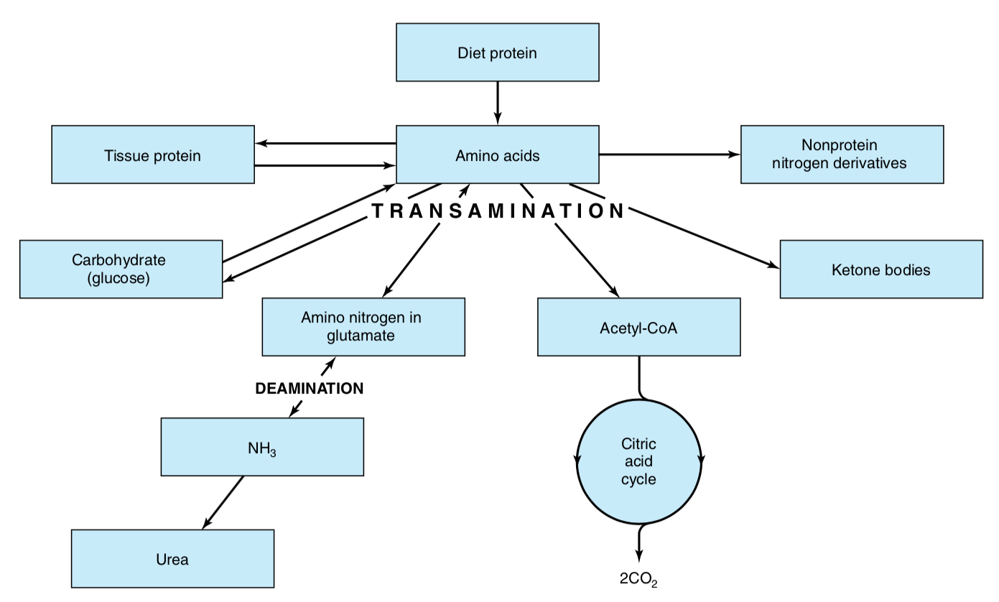 Diet protein
Tissue protein
Amino acids
Nonprotein
nitrogen derivatives
TRANSAMINATION
Carbohydrate
(glucose)
Ketone bodies
Amino nitrogen in
glutamate
Acetyl-CoA
DEAMINATION
NH₃
Citric
acid
cycle
Urea
2CO₂